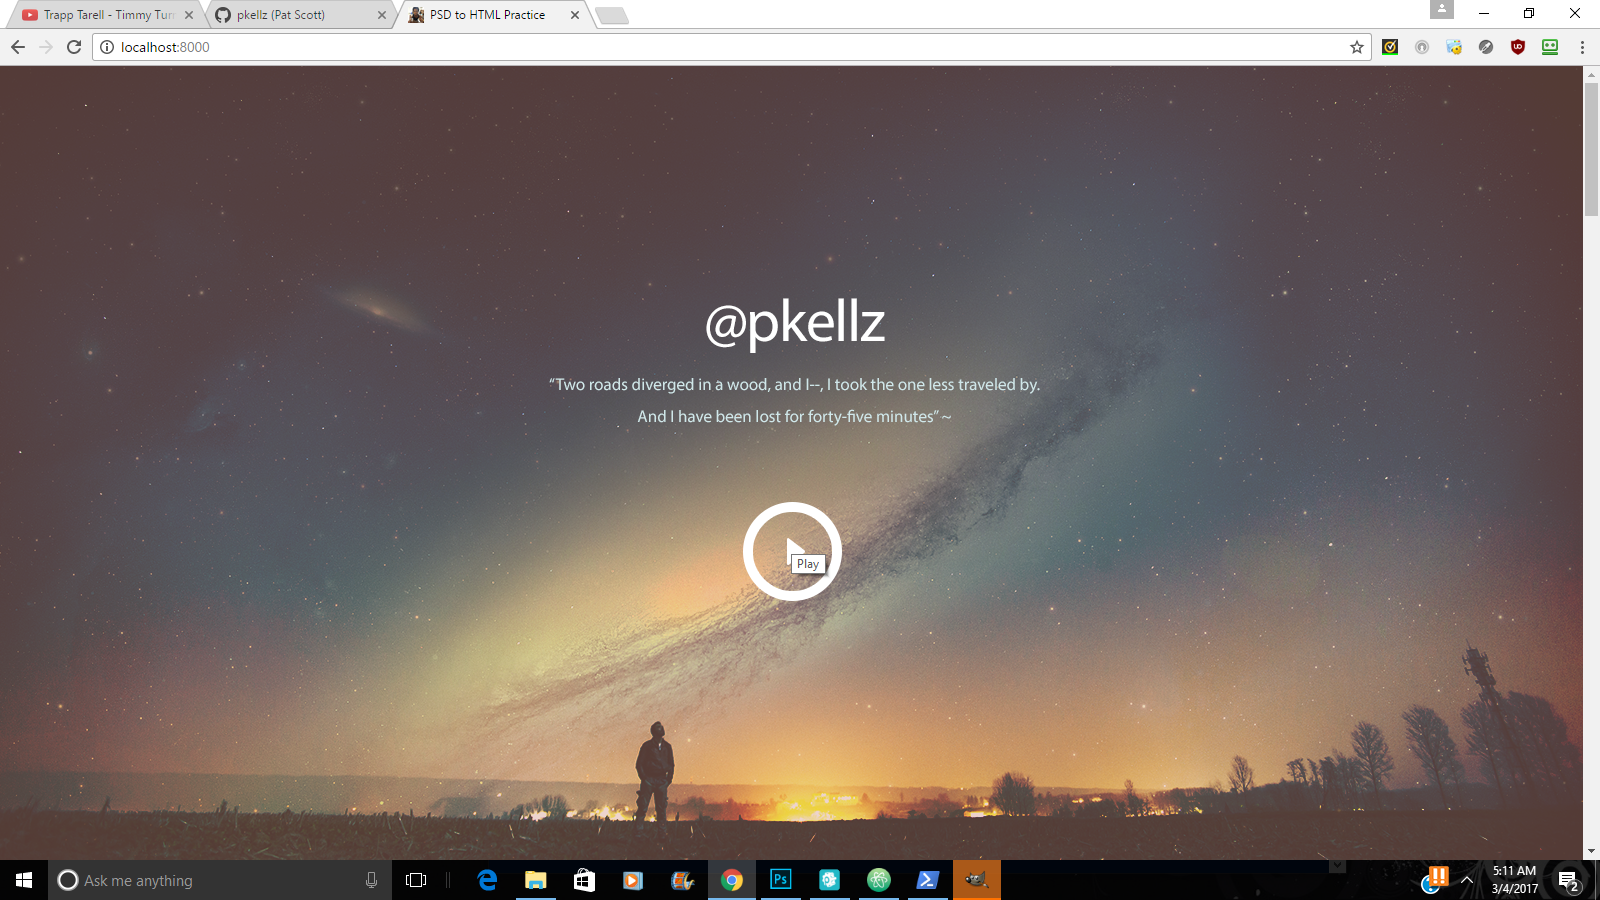 Trapp Tarell - Timmy Turn
pkellz (Pat Scott)
PSD to HTML Practice
localhost:8000
@pkellz
“Two roads diverged in a wood, and I--, I took the one less traveled by.
And I have been lost for forty-five minutes” ~
Play
Ask me anything
Ps
5:11 AM
3/4/2017
2